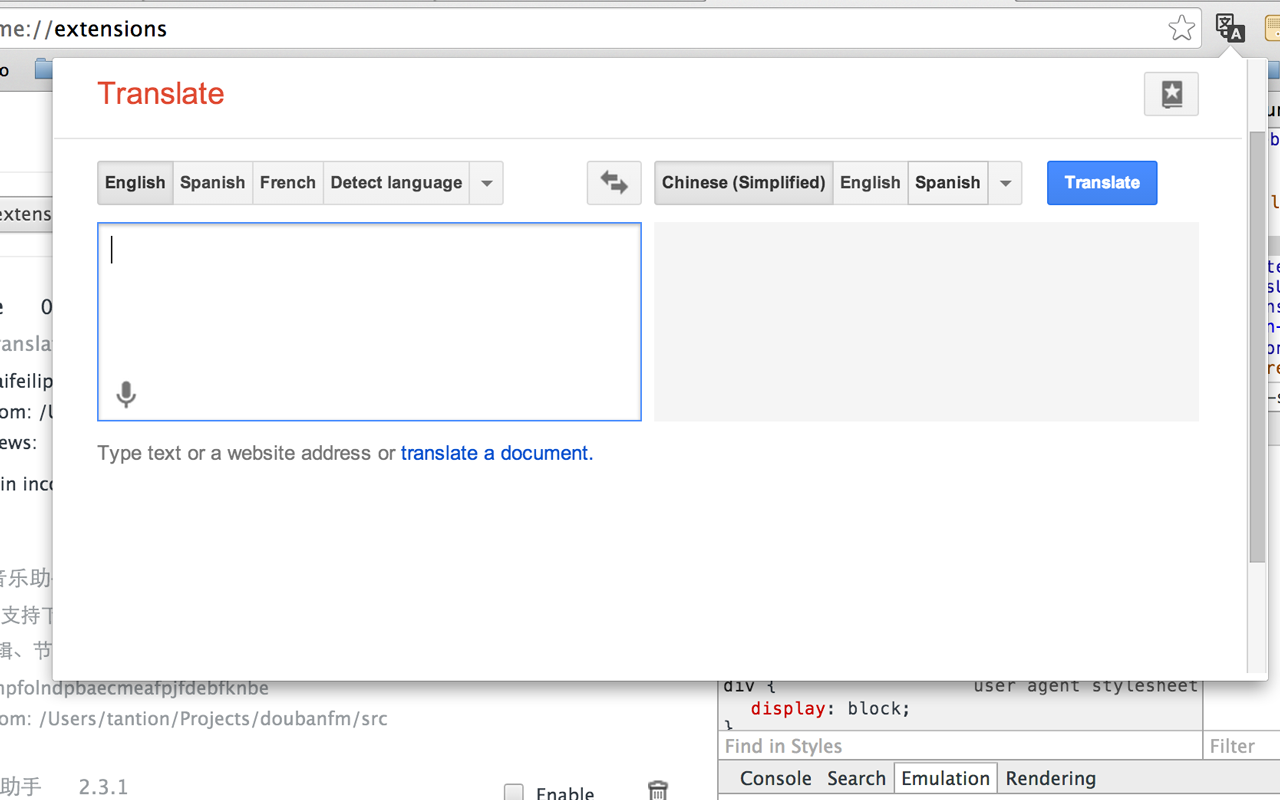 me://extensions
Translate
English Spanish French Detect language
Chinese (Simplified) English Spanish
Translate
Type text or a website address or translate a document.
extens
0
ransla
aifeilip
om: /U
ews:
in inco
音乐助
支持下
辑、节
npfolndpbaecmeafpjfdebfknbe
om: /Users/tantion/Projects/doubanfm/src
助手 2.3.1
Enable
div { user agent stylesheet
display: block;
}
Find in Styles
Filter
Console Search Emulation Rendering